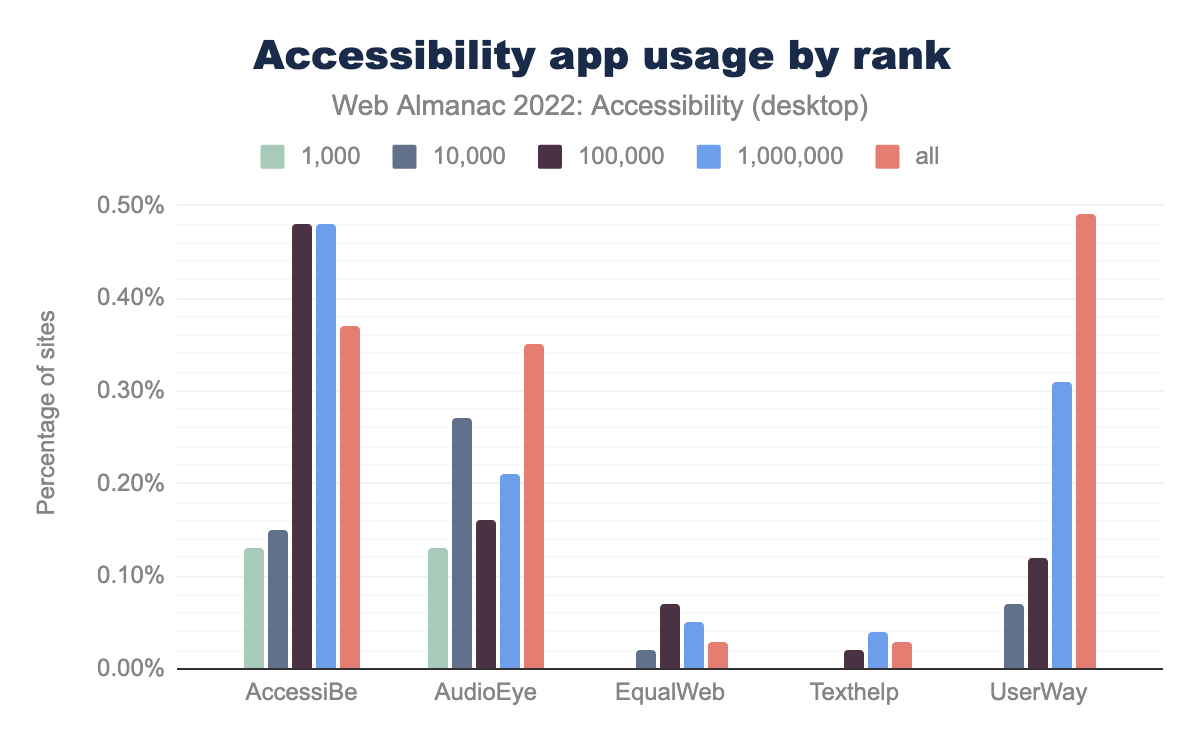 Accessibility app usage by rank
Web Almanac 2022: Accessibility (desktop)
1,000 10,000 100,000 1,000,000 all
Percentage of sites
0.50%
0.40%
0.30%
0.20%
0.10%
0.00%
AccessiBe AudioEye EqualWeb Texthelp UserWay